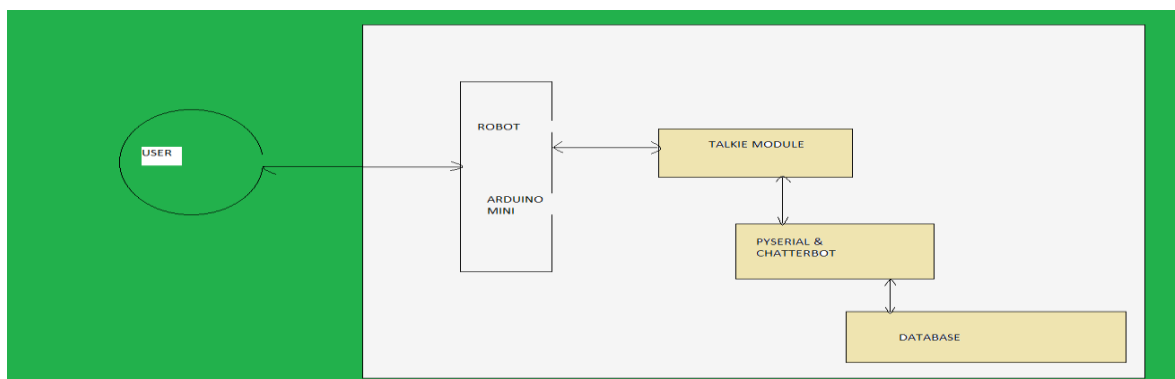 USER
ROBOT
ARDUINO
MINI
TALKIE MODULE
PYSERIAL &
CHATTERBOT
DATABASE